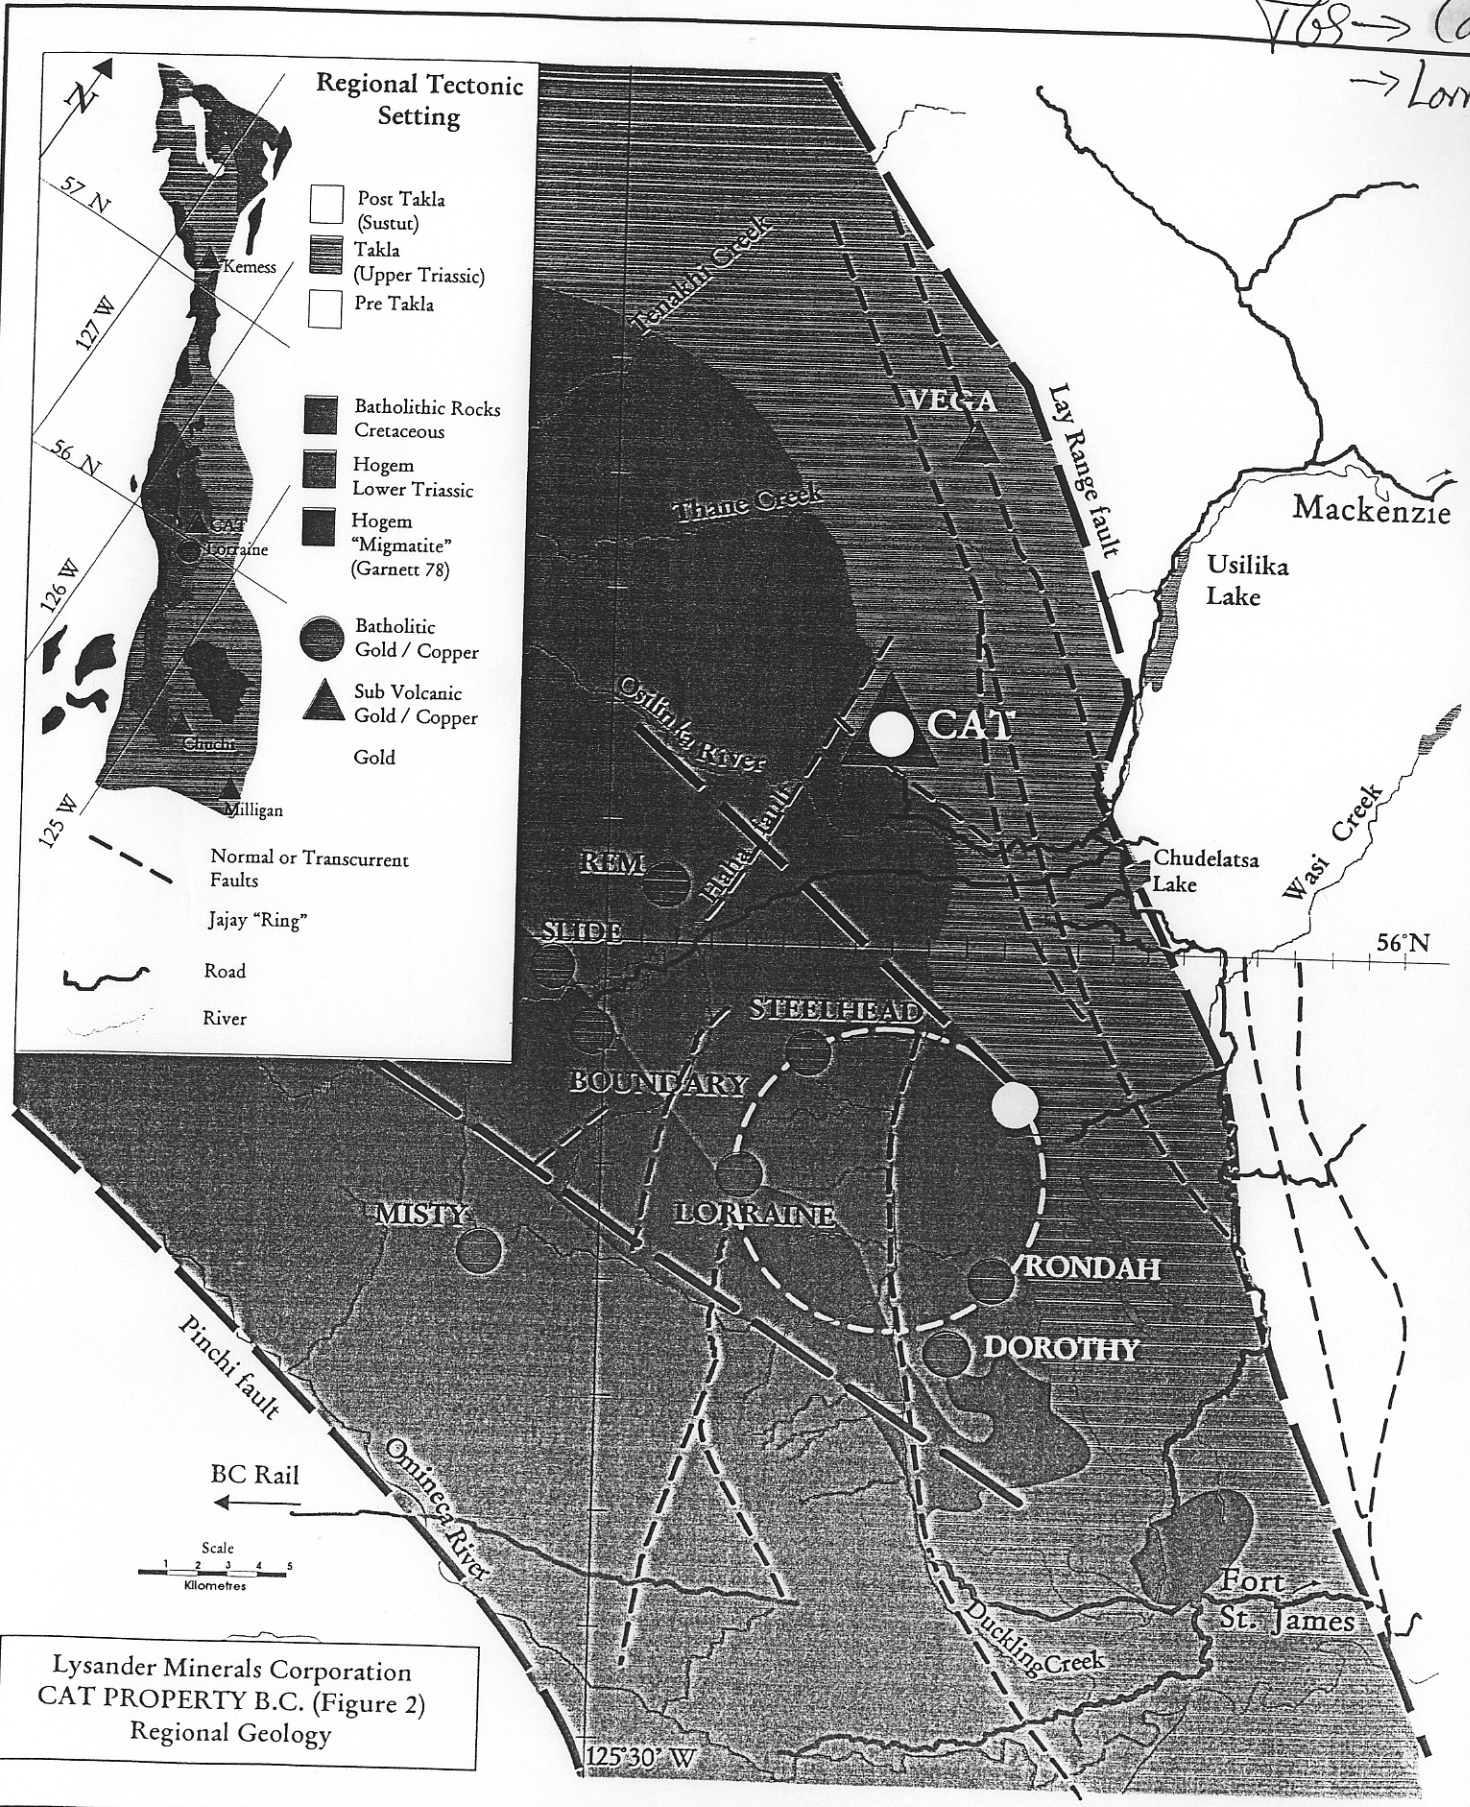 Regional Tectonic
Setting
N
57 N
127 W
56 N
126 W
125 W
Kemess
CAT
Lorraine
Chuchi
Milligan
Post Takla
(Sustut)
Takla
(Upper Triassic)
Pre Takla
Batholithic Rocks
Cretaceous
Hogem
Lower Triassic
Hogem
"Migmatite"
(Garnett 78)
Batholitic
Gold / Copper
Sub Volcanic
Gold / Copper
Gold
Normal or Transcurrent
Faults
Jajay "Ring"
Road
River
Tenakhi Creek
VEGA
Lay Range fault
Thane Creek
Mackenzie
Usilika
Lake
Osilinka River
CAT
Haha fault
REM
SLIDE
Chudelatsa
Lake
Wasi Creek
56°N
STEELHEAD
BOUNDARY
MISTY
LORRAINE
RONDAH
DOROTHY
Pinchi fault
BC Rail
Omineca River
Scale
1 2 3 4 5
Kilometres
Fort
St. James
Duckling Creek
125°30' W
Lysander Minerals Corporation
CAT PROPERTY B.C. (Figure 2)
Regional Geology